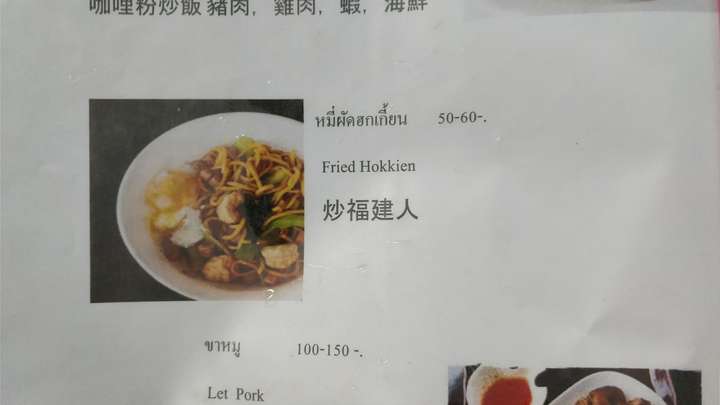 咖哩粉炒飯 豬肉, 雞肉, 蝦, 海鮮
หมี่ผัดฮกเกี้ยน 50-60-.
Fried Hokkien
炒福建人
ขาหมู 100-150 -.
Let Pork